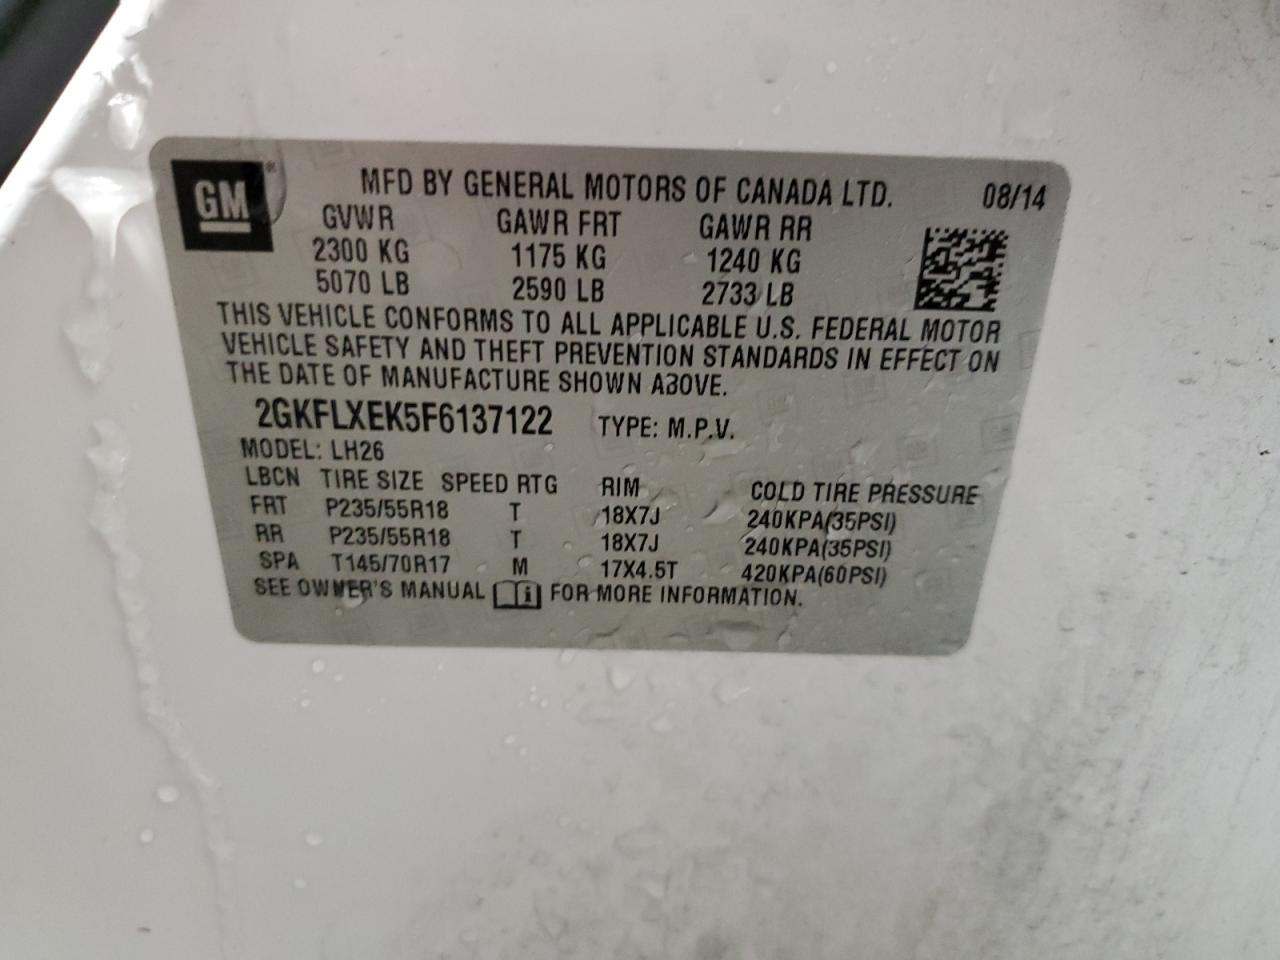 GM®
MFD BY GENERAL MOTORS OF CANADA LTD. 08/14
GVWR GAWR FRT GAWR RR
2300 KG 1175 KG 1240 KG
5070 LB 2590 LB 2733 LB
THIS VEHICLE CONFORMS TO ALL APPLICABLE U.S. FEDERAL MOTOR
VEHICLE SAFETY AND THEFT PREVENTION STANDARDS IN EFFECT ON
THE DATE OF MANUFACTURE SHOWN ABOVE.
2GKFLXEK5F6137122 TYPE: M.P.V.
MODEL: LH26
LBCN TIRE SIZE SPEED RTG RIM COLD TIRE PRESSURE
FRT P235/55R18 T 18X7J 240KPA(35PSI)
RR P235/55R18 T 18X7J 240KPA(35PSI)
SPA T145/70R17 M 17X4.5T 420KPA(60PSI)
SEE OWNER'S MANUAL i FOR MORE INFORMATION.